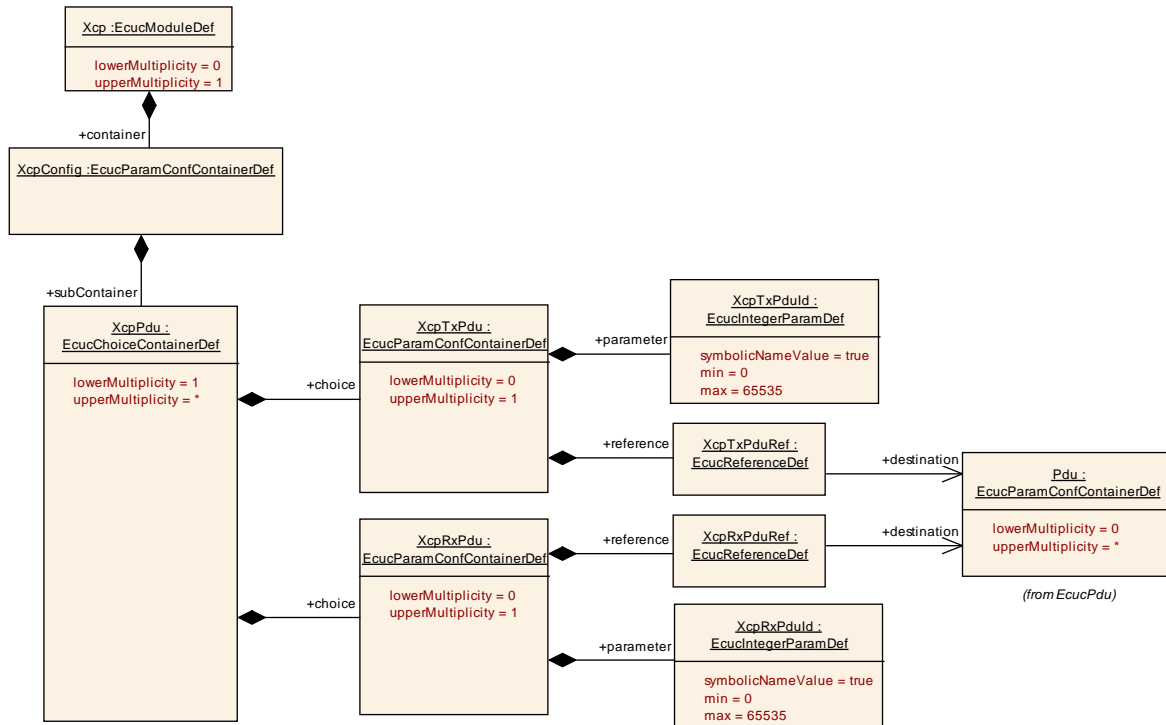 Xcp :EcucModuleDef
lowerMultiplicity = 0
upperMultiplicity = 1
+container
XcpConfig :EcucParamConfContainerDef
+subContainer
XcpPdu :
EcucChoiceContainerDef
lowerMultiplicity = 1
upperMultiplicity = *
+choice
XcpTxPdu :
EcucParamConfContainerDef
lowerMultiplicity = 0
upperMultiplicity = 1
+parameter
XcpTxPduId :
EcucIntegerParamDef
symbolicNameValue = true
min = 0
max = 65535
+reference
XcpTxPduRef :
EcucReferenceDef
+destination
Pdu :
EcucParamConfContainerDef
lowerMultiplicity = 0
upperMultiplicity = *
(from EcucPdu)
+choice
XcpRxPdu :
EcucParamConfContainerDef
lowerMultiplicity = 0
upperMultiplicity = 1
+reference
XcpRxPduRef :
EcucReferenceDef
+destination
+parameter
XcpRxPduId :
EcucIntegerParamDef
symbolicNameValue = true
min = 0
max = 65535